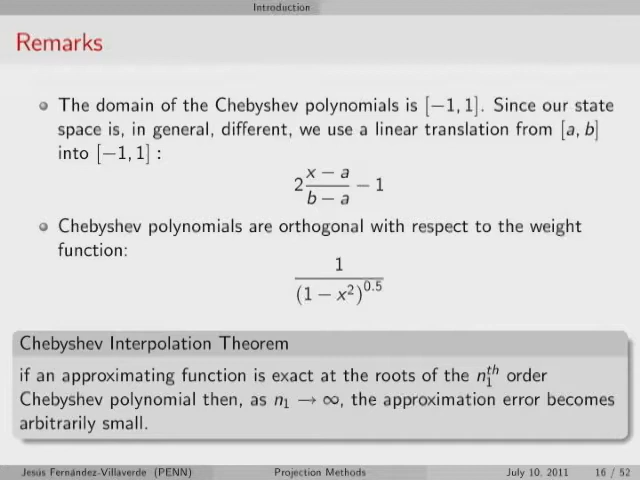 Introduction
Remarks
The domain of the Chebyshev polynomials is [−1, 1]. Since our state
space is, in general, different, we use a linear translation from [a, b]
into [−1, 1] :
2 (x − a)/(b − a) − 1
Chebyshev polynomials are orthogonal with respect to the weight
function:
1/(1 − x²)^0.5
Chebyshev Interpolation Theorem
if an approximating function is exact at the roots of the n₁^th order
Chebyshev polynomial then, as n₁ → ∞, the approximation error becomes
arbitrarily small.
Jesús Fernández-Villaverde (PENN) Projection Methods July 10, 2011 16 / 52